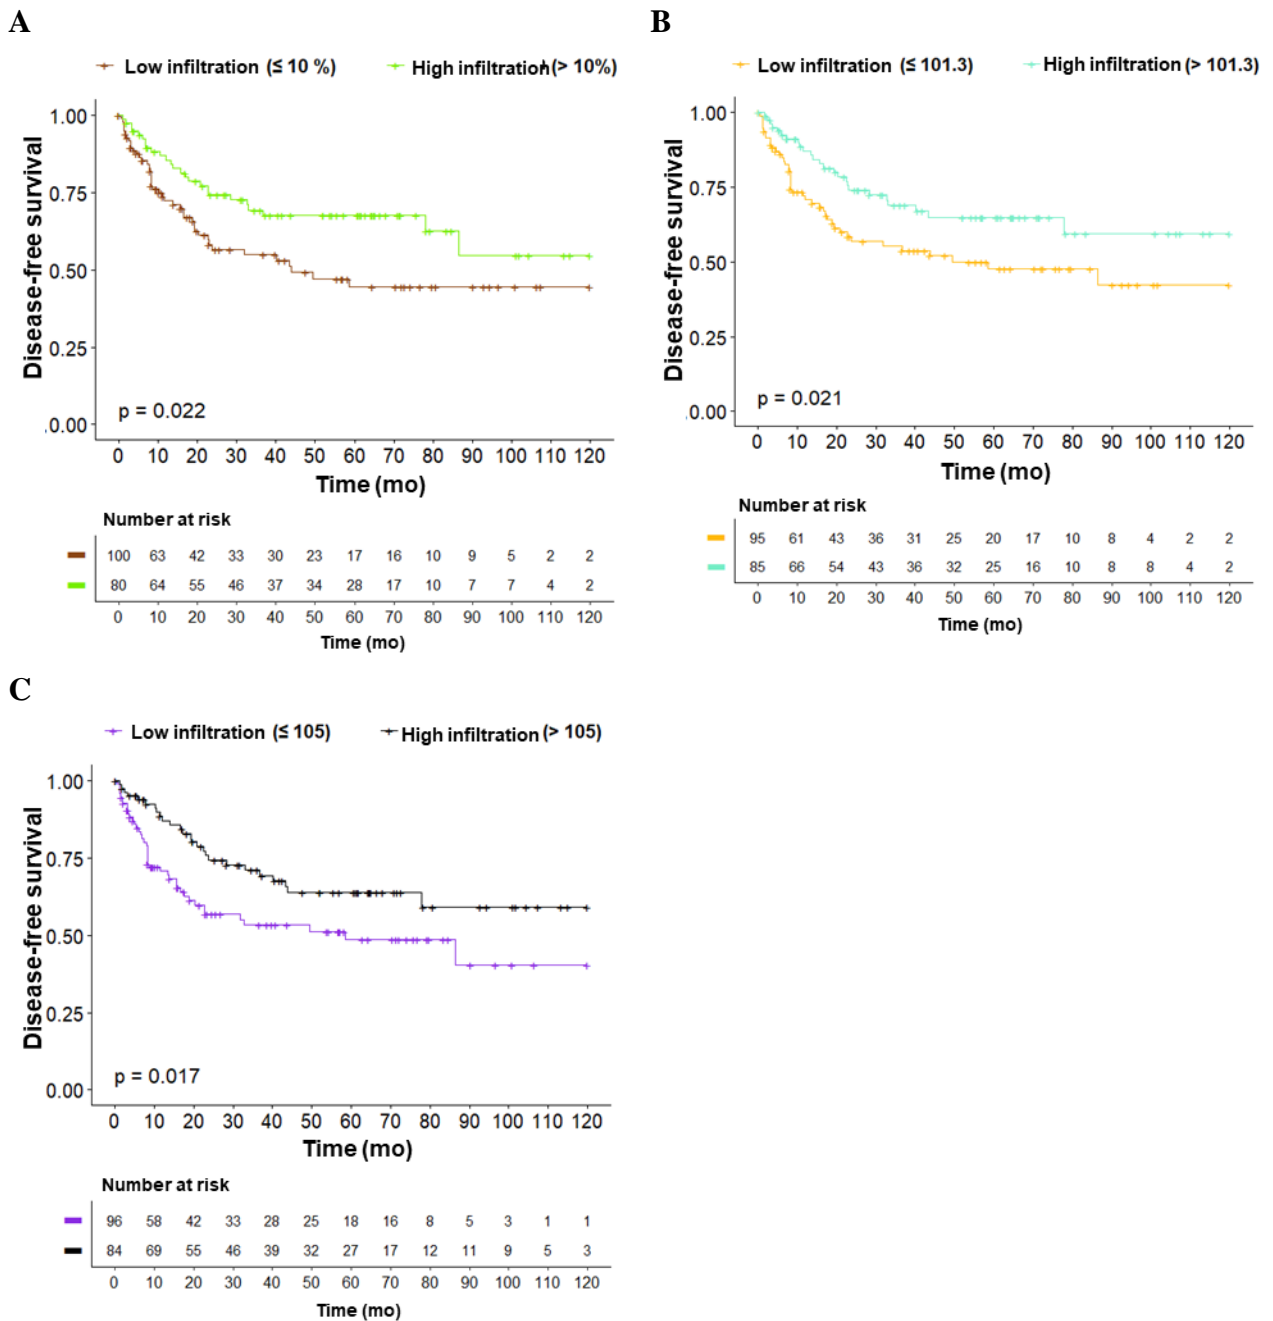 A
Low infiltration (≤ 10 %) High infiltration (> 10%)
Disease-free survival
1.00
0.75
0.50
0.25
.0.00
p = 0.022
0 10 20 30 40 50 60 70 80 90 100 110 120
Time (mo)
Number at risk
100 63 42 33 30 23 17 16 10 9 5 2 2
80 64 55 46 37 34 28 17 10 7 7 4 2
0 10 20 30 40 50 60 70 80 90 100 110 120
Time (mo)
B
Low infiltration (≤ 101.3) High infiltration (> 101.3)
Disease-free survival
1.00
0.75
0.50
0.25
.0.00
p = 0.021
0 10 20 30 40 50 60 70 80 90 100 110 120
Time (mo)
Number at risk
95 61 43 36 31 25 20 17 10 8 4 2 2
85 66 54 43 36 32 25 16 10 8 8 4 2
0 10 20 30 40 50 60 70 80 90 100 110 120
Time (mo)
C
Low infiltration (≤ 105) High infiltration (> 105)
Disease-free survival
1.00
0.75
0.50
0.25
0.00
p = 0.017
0 10 20 30 40 50 60 70 80 90 100 110 120
Time (mo)
Number at risk
96 58 42 33 28 25 18 16 8 5 3 1 1
84 69 55 46 39 32 27 17 12 11 9 5 3
0 10 20 30 40 50 60 70 80 90 100 110 120
Time (mo)